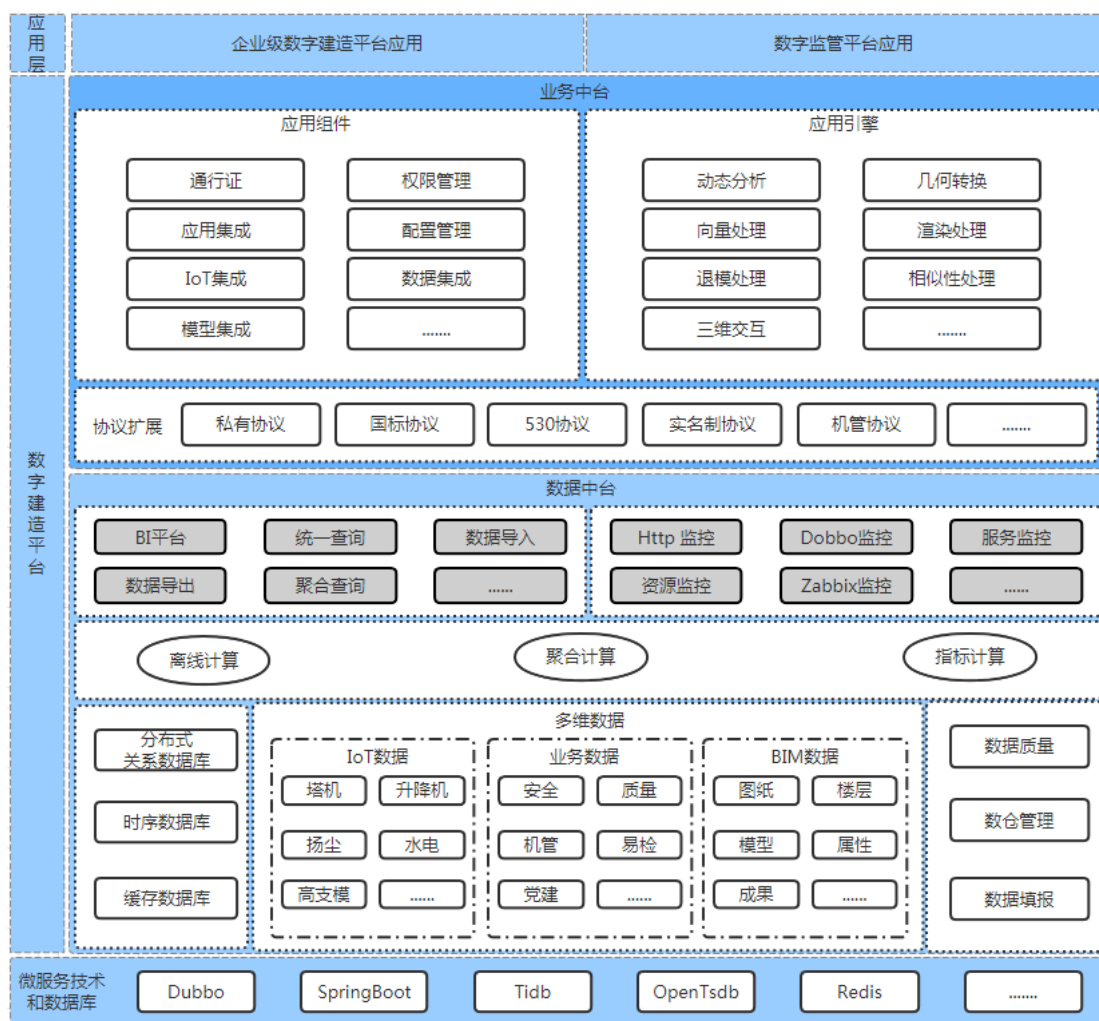 应
用
层
企业级数字建造平台应用
数字监管平台应用
数
字
建
造
平
台
业务中台
应用组件
通行证
权限管理
应用集成
配置管理
IoT集成
数据集成
模型集成
.......
应用引擎
动态分析
几何转换
向量处理
渲染处理
退模处理
相似性处理
三维交互
.......
协议扩展
私有协议
国标协议
530协议
实名制协议
机管协议
.......
数据中台
BI平台
统一查询
数据导入
数据导出
聚合查询
......
Http 监控
Dobbo监控
服务监控
资源监控
Zabbix监控
......
离线计算
聚合计算
指标计算
分布式
关系数据库
时序数据库
缓存数据库
多维数据
IoT数据
塔机
升降机
扬尘
水电
高支模
......
业务数据
安全
质量
机管
易检
党建
......
BIM数据
图纸
楼层
模型
属性
成果
......
数据质量
数仓管理
数据填报
微服务技术
和数据库
Dubbo
SpringBoot
Tidb
OpenTsdb
Redis
.......